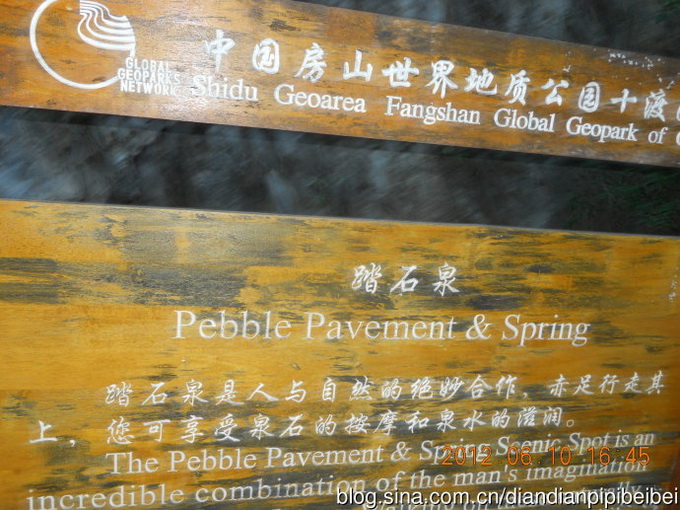 GLOBAL
GEOPARKS
NETWORK
中国房山世界地质公园十渡
Shidu Geoarea Fangshan Global Geopark of
踏石泉
Pebble Pavement & Spring
踏石泉是人与自然的绝妙合作，赤足行走其
上，您可享受泉石的按摩和泉水的滋润。
The Pebble Pavement & Spring Scenic Spot is an
incredible combination of the man's imagination
2012 06 10 16:45
blog.sina.com.cn/diandianpipibeibei